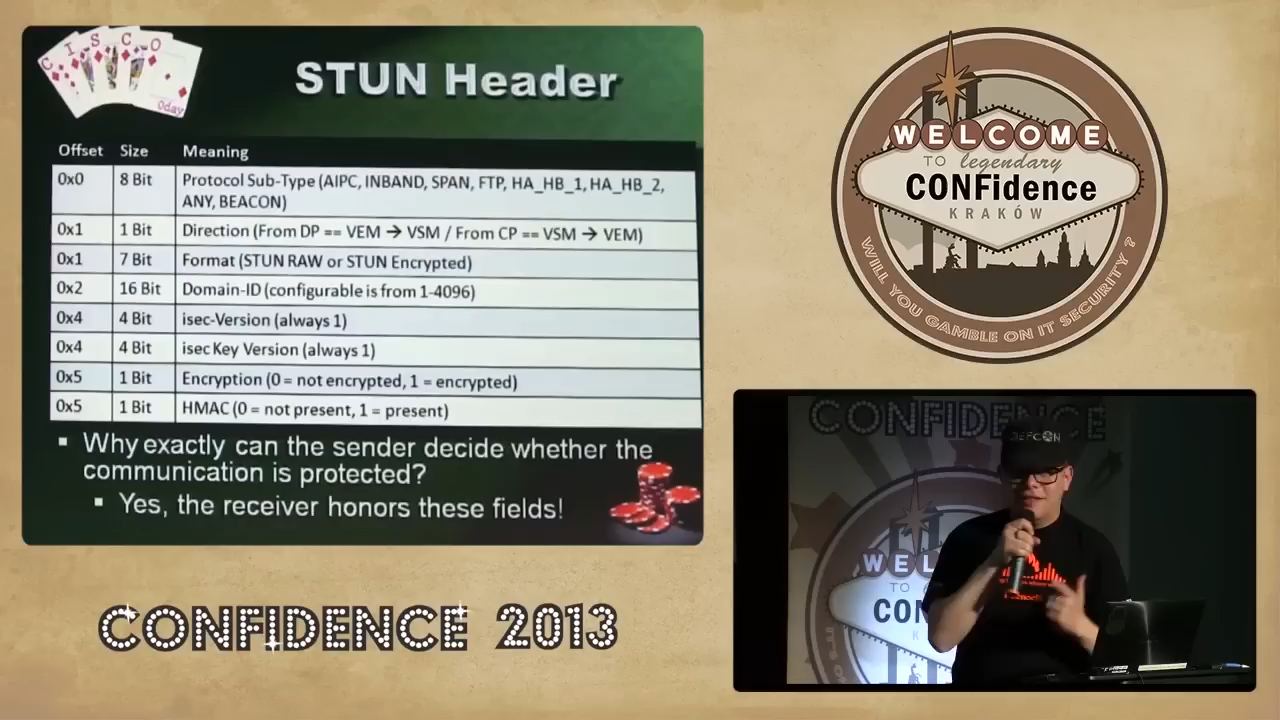 CISCO
0day
STUN Header
Offset Size Meaning
0x0 8 Bit Protocol Sub-Type (AIPC, INBAND, SPAN, FTP, HA_HB_1, HA_HB_2,
ANY, BEACON)
0x1 1 Bit Direction (From DP == VEM → VSM / From CP == VSM → VEM)
0x1 7 Bit Format (STUN RAW or STUN Encrypted)
0x2 16 Bit Domain-ID (configurable is from 1-4096)
0x4 4 Bit isec-Version (always 1)
0x4 4 Bit isec Key Version (always 1)
0x5 1 Bit Encryption (0 = not encrypted, 1 = encrypted)
0x5 1 Bit HMAC (0 = not present, 1 = present)
▪ Why exactly can the sender decide whether the
communication is protected?
▪ Yes, the receiver honors these fields!
WELCOME
TO legendary
CONFidence
KRAKÓW
WILL YOU GAMBLE ON IT SECURITY?
CONFIDENCE 2013
CONFIDENCE
DEFCON
WEL
TO
CON
K